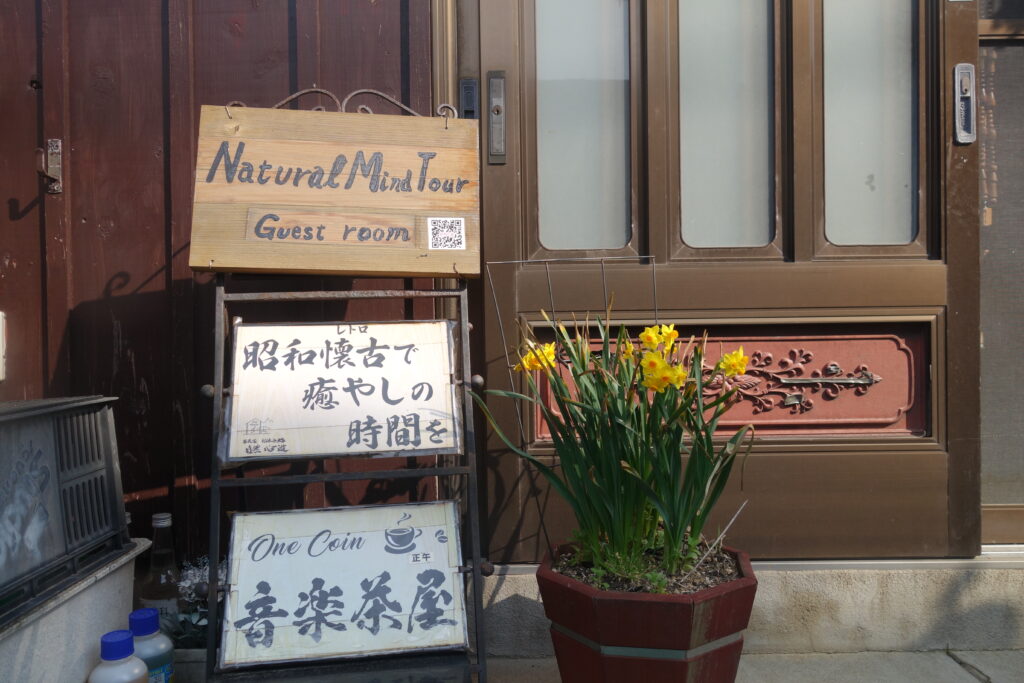 Natural Mind Tour
Guest room
レトロ
昭和懐古で
癒やしの
時間を
One Coin
正午
音楽茶屋